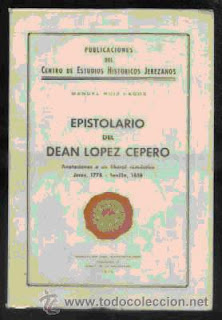 PUBLICACIONES
DEL
CENTRO DE ESTUDIOS HISTORICOS JEREZANOS
MANUEL RUIZ LAGOS
EPISTOLARIO
DEL
DEAN LOPEZ CEPERO
Anotaciones a un liberal romántico
Jerez, 1778 - Sevilla, 1858
www.todocoleccion.net